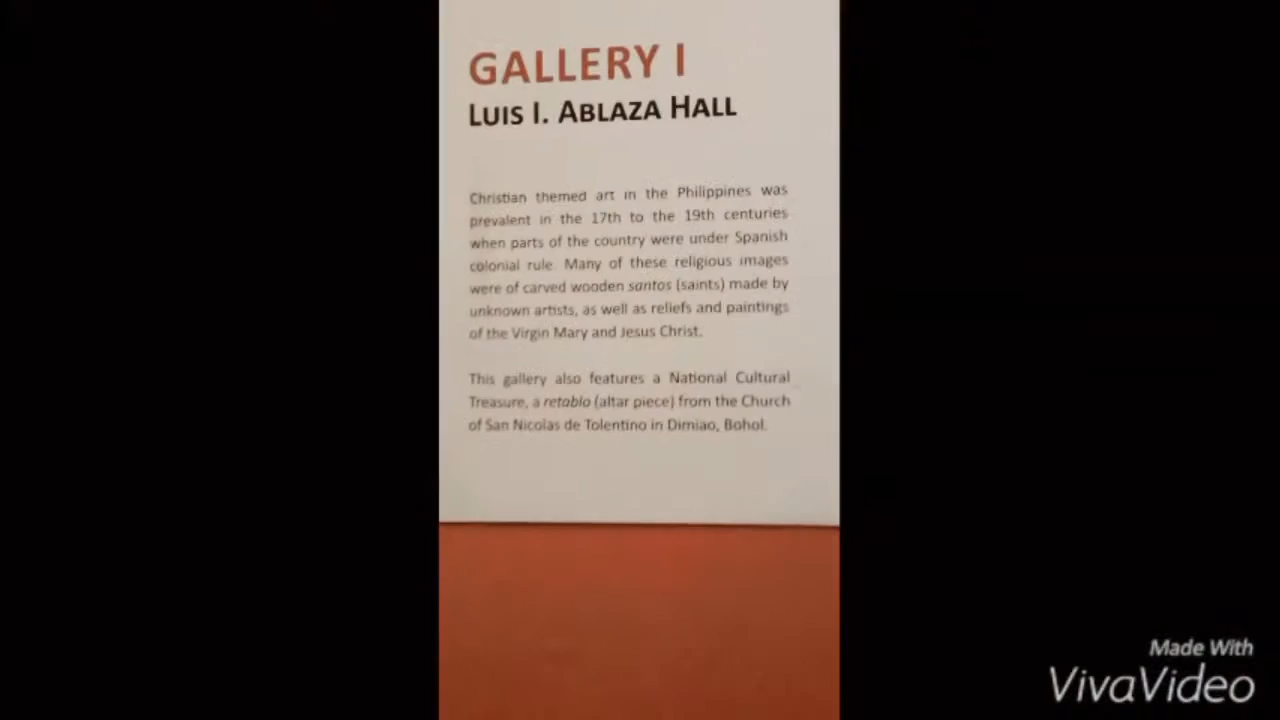 GALLERY I
LUIS I. ABLAZA HALL
Christian themed art in the Philippines was
prevalent in the 17th to the 19th centuries
when parts of the country were under Spanish
colonial rule. Many of these religious images
were of carved wooden santos (saints) made by
unknown artists, as well as reliefs and paintings
of the Virgin Mary and Jesus Christ.
This gallery also features a National Cultural
Treasure, a retablo (altar piece) from the Church
of San Nicolas de Tolentino in Dimiao, Bohol.
Made With
VivaVideo